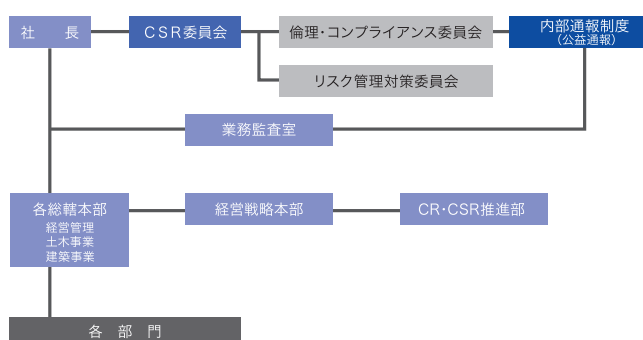 社　長
CSR委員会
倫理・コンプライアンス委員会
内部通報制度
（公益通報）
リスク管理対策委員会
業務監査室
各総轄本部
経営管理
土木事業
建築事業
経営戦略本部
CR・CSR推進部
各　部　門